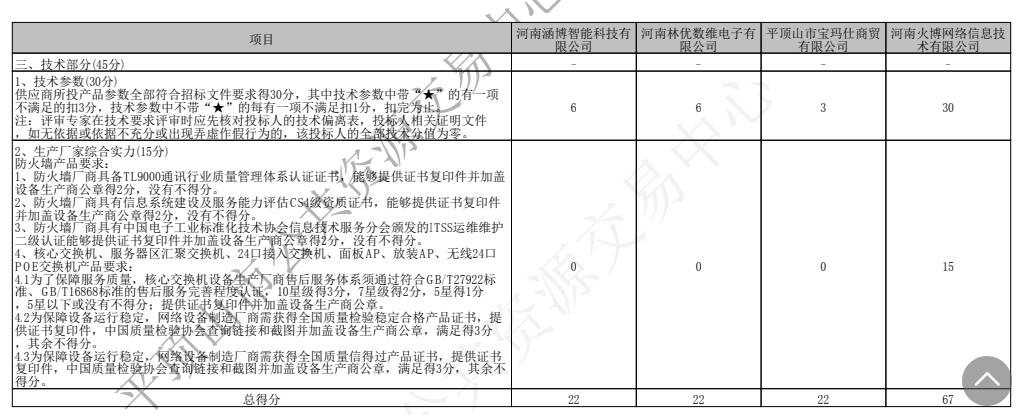 项目
河南涵博智能科技有限公司
河南林优数维电子有限公司
平顶山市宝玛仕商贸有限公司
河南火博网络信息技术有限公司
三、技术部分(45分)
-
-
-
-
1、技术参数(30分)
供应商所投产品参数全部符合招标文件要求得30分，其中技术参数中带“★”的有一项
不满足的扣3分，技术参数中不带“★”的每有一项不满足扣1分，扣完为止。
注：评审专家在技术要求评审时应先核对投标人的技术偏离表，投标人相关证明文件
，如无依据或依据不充分或出现弄虚作假行为的，该投标人的全部技术分值为零。
6
6
3
30
2、生产厂家综合实力(15分)
防火墙产品要求：
1、防火墙厂商具备TL9000通讯行业质量管理体系认证证书，能够提供证书复印件并加盖
设备生产商公章得2分，没有不得分。
2、防火墙厂商具有信息系统建设及服务能力评估CS4级资质证书，能够提供证书复印件
并加盖设备生产商公章得2分，没有不得分。
3、防火墙厂商具有中国电子工业标准化技术协会信息技术服务分会颁发的ITSS运维维护
二级认证能够提供证书复印件并加盖设备生产商公章得2分，没有不得分。
4、核心交换机、服务器区汇聚交换机、24口接入交换机、面板AP、放装AP、无线24口
POE交换机产品要求：
4.1为了保障服务质量，核心交换机设备生产厂商售后服务体系须通过符合GB/T27922标
准、GB/T16868标准的售后服务完善程度认证，10星级得3分，7星级得2分，5星得1分
，5星以下或没有不得分；提供证书复印件并加盖设备生产商公章。
4.2为保障设备运行稳定，网络设备制造厂商需获得全国质量检验稳定合格产品证书，提
供证书复印件，中国质量检验协会查询链接和截图并加盖设备生产商公章，满足得3分
，其余不得分。
4.3为保障设备运行稳定，网络设备制造厂商需获得全国质量信得过产品证书，提供证书
复印件，中国质量检验协会查询链接和截图并加盖设备生产商公章，满足得3分，其余不
得分。
0
0
0
15
总得分
22
22
22
67
平顶山市公共资源交易中心
公共资源交易中心